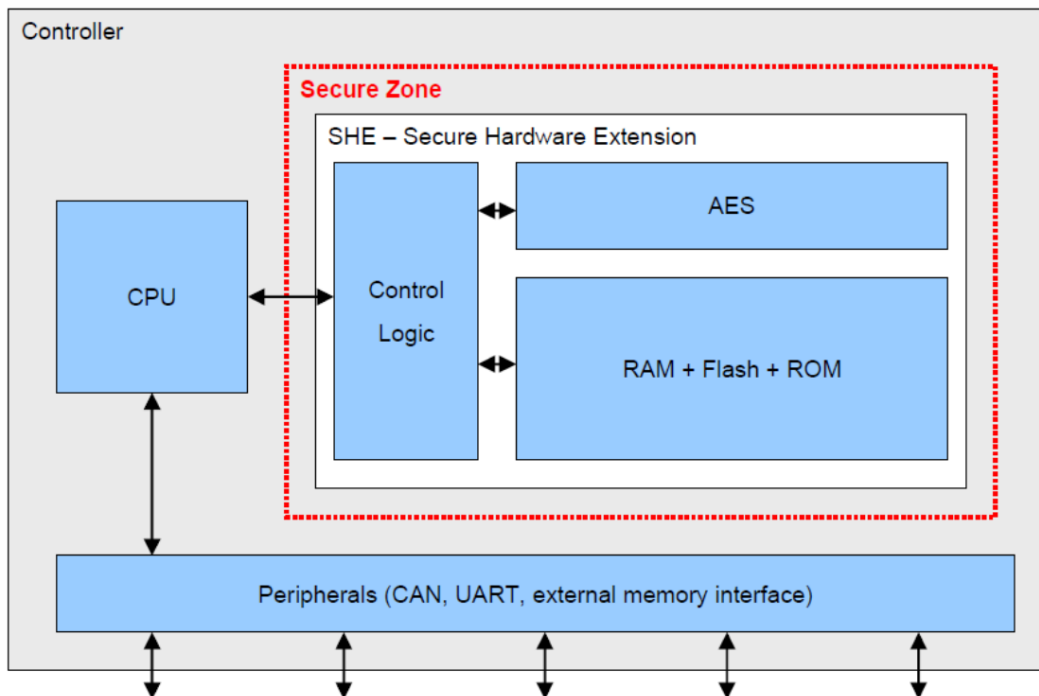 Controller
Secure Zone
SHE – Secure Hardware Extension
AES
CPU
Control
Logic
RAM + Flash + ROM
Peripherals (CAN, UART, external memory interface)